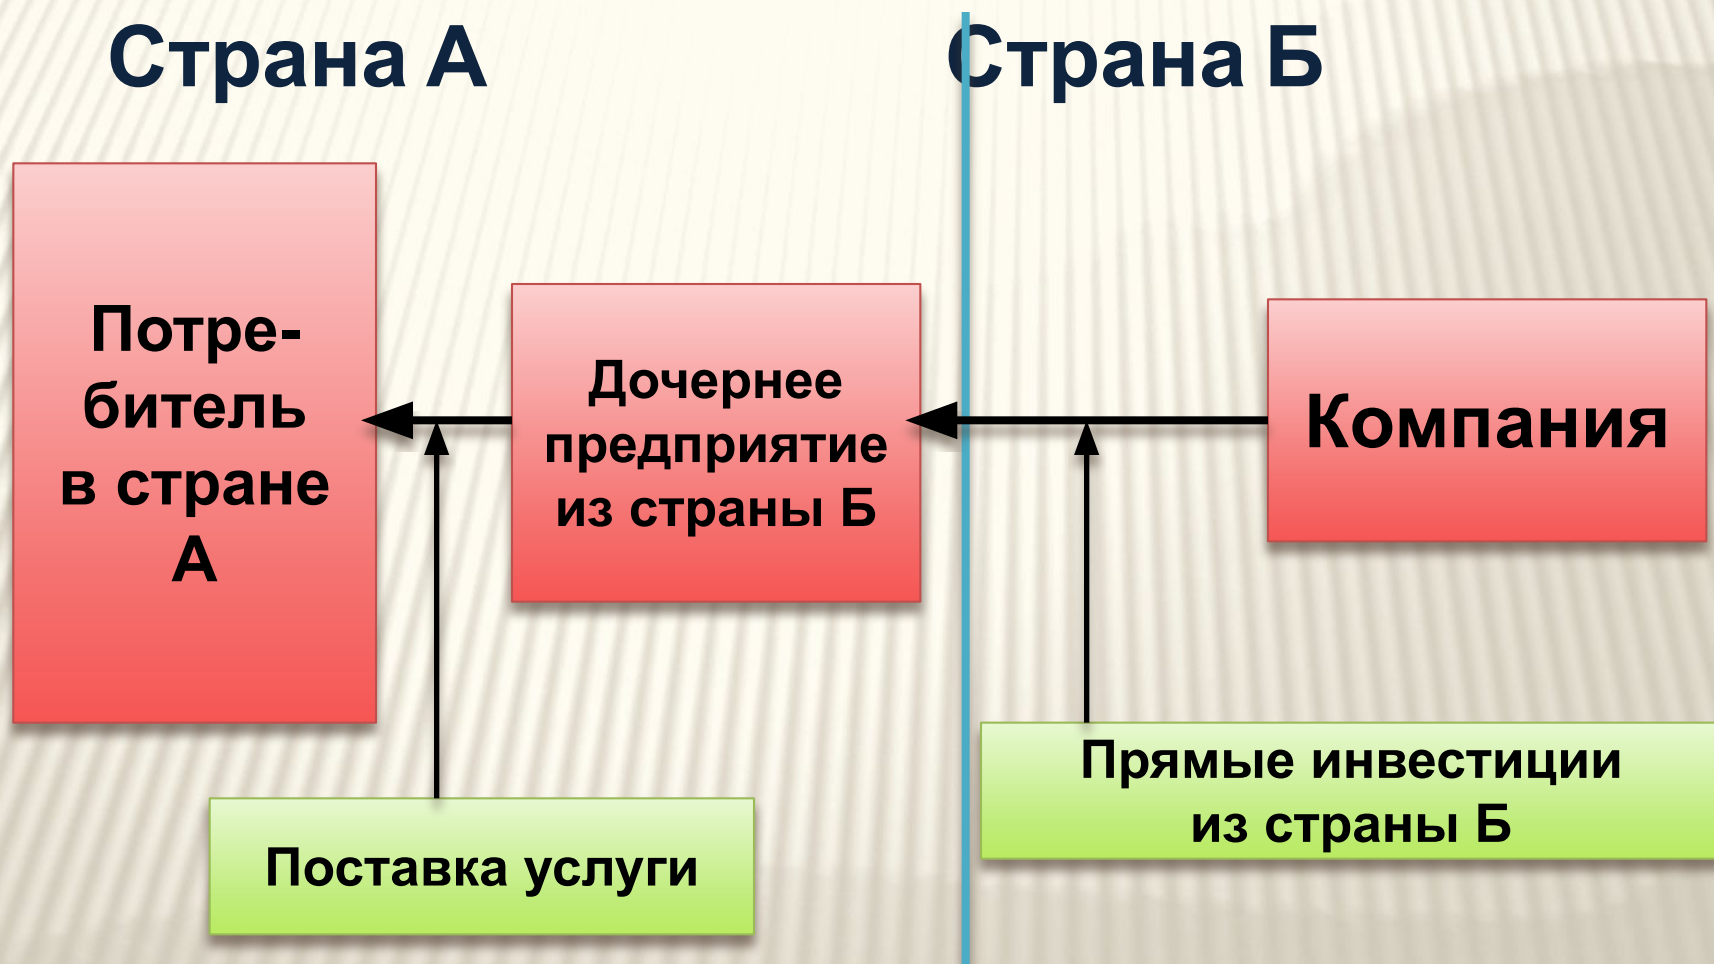 Страна А
Страна Б
Потре-
битель
в стране
А
Дочернее
предприятие
из страны Б
Компания
Прямые инвестиции
из страны Б
Поставка услуги